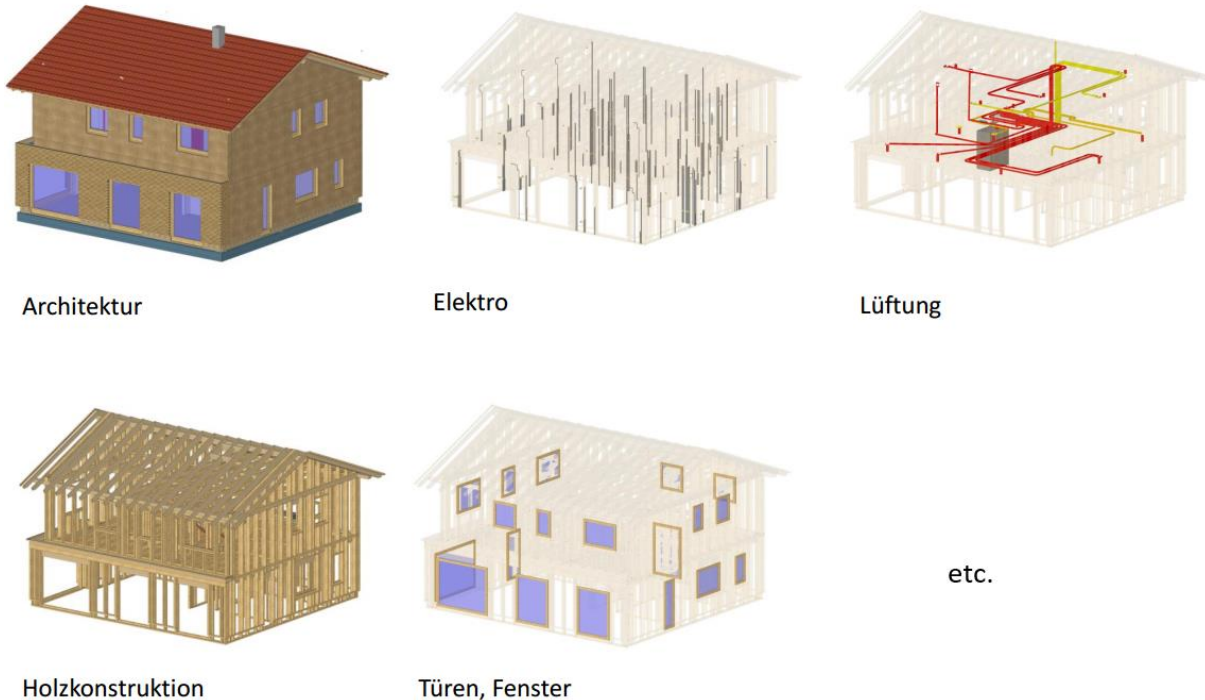 Architektur
Elektro
Lüftung
Holzkonstruktion
Türen, Fenster
etc.